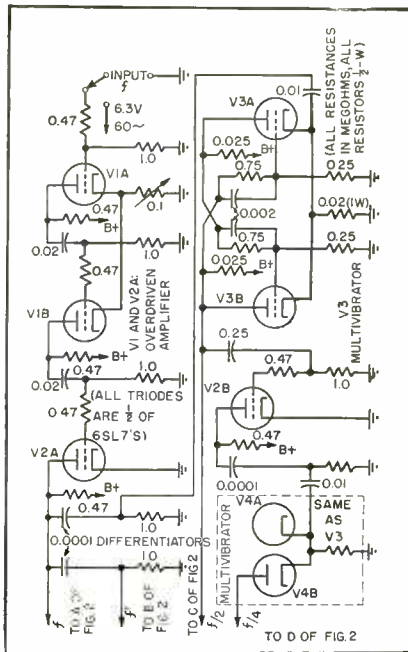 INPUT
f
6.3V
60~
0.47
1.0
V1A
0.47
0.1
B+
0.02
0.47
1.0
V1B
B+
0.47
0.02
1.0
0.47
V1 AND V2A:
OVERDRIVEN
AMPLIFIER
(ALL TRIODES
ARE 1/2 OF
6SL7'S)
V2A
B+
0.47
1.0
0.0001 DIFFERENTIATORS
1.0
f
TO A OF
FIG. 2
f'
TO B OF
FIG. 2
TO C OF FIG. 2
V3A
0.01
(ALL RESISTANCES
IN MEGOHMS, ALL
RESISTORS 1/2-W)
0.025
B+
0.75
0.25
0.002
0.02(1W)
0.75
0.25
0.025
B+
V3B
V3
MULTIVIBRATOR
0.25
0.47
1.0
V2B
0.47
B+
0.0001
0.01
V4A
SAME
AS
V3
MULTIVIBRATOR
V4B
f/2
f/4
TO D OF FIG. 2